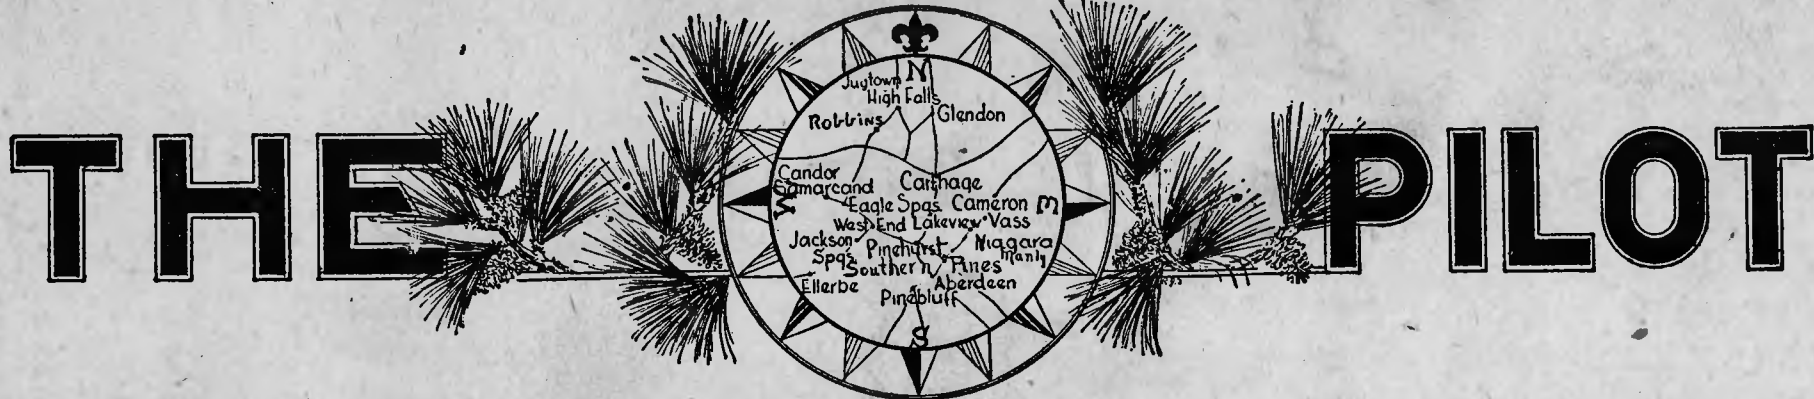 THE PILOT
N
Jugtown
High Falls
Robbins
Glendon
Candor
Samarcand
Carthage
Eagle Spgs. Cameron
W
E
West End Lakeview Vass
Jackson Spgs.
Pinehurst
Niagara
Manly
Southern Pines
Ellerbe
Aberdeen
Pinebluff
S